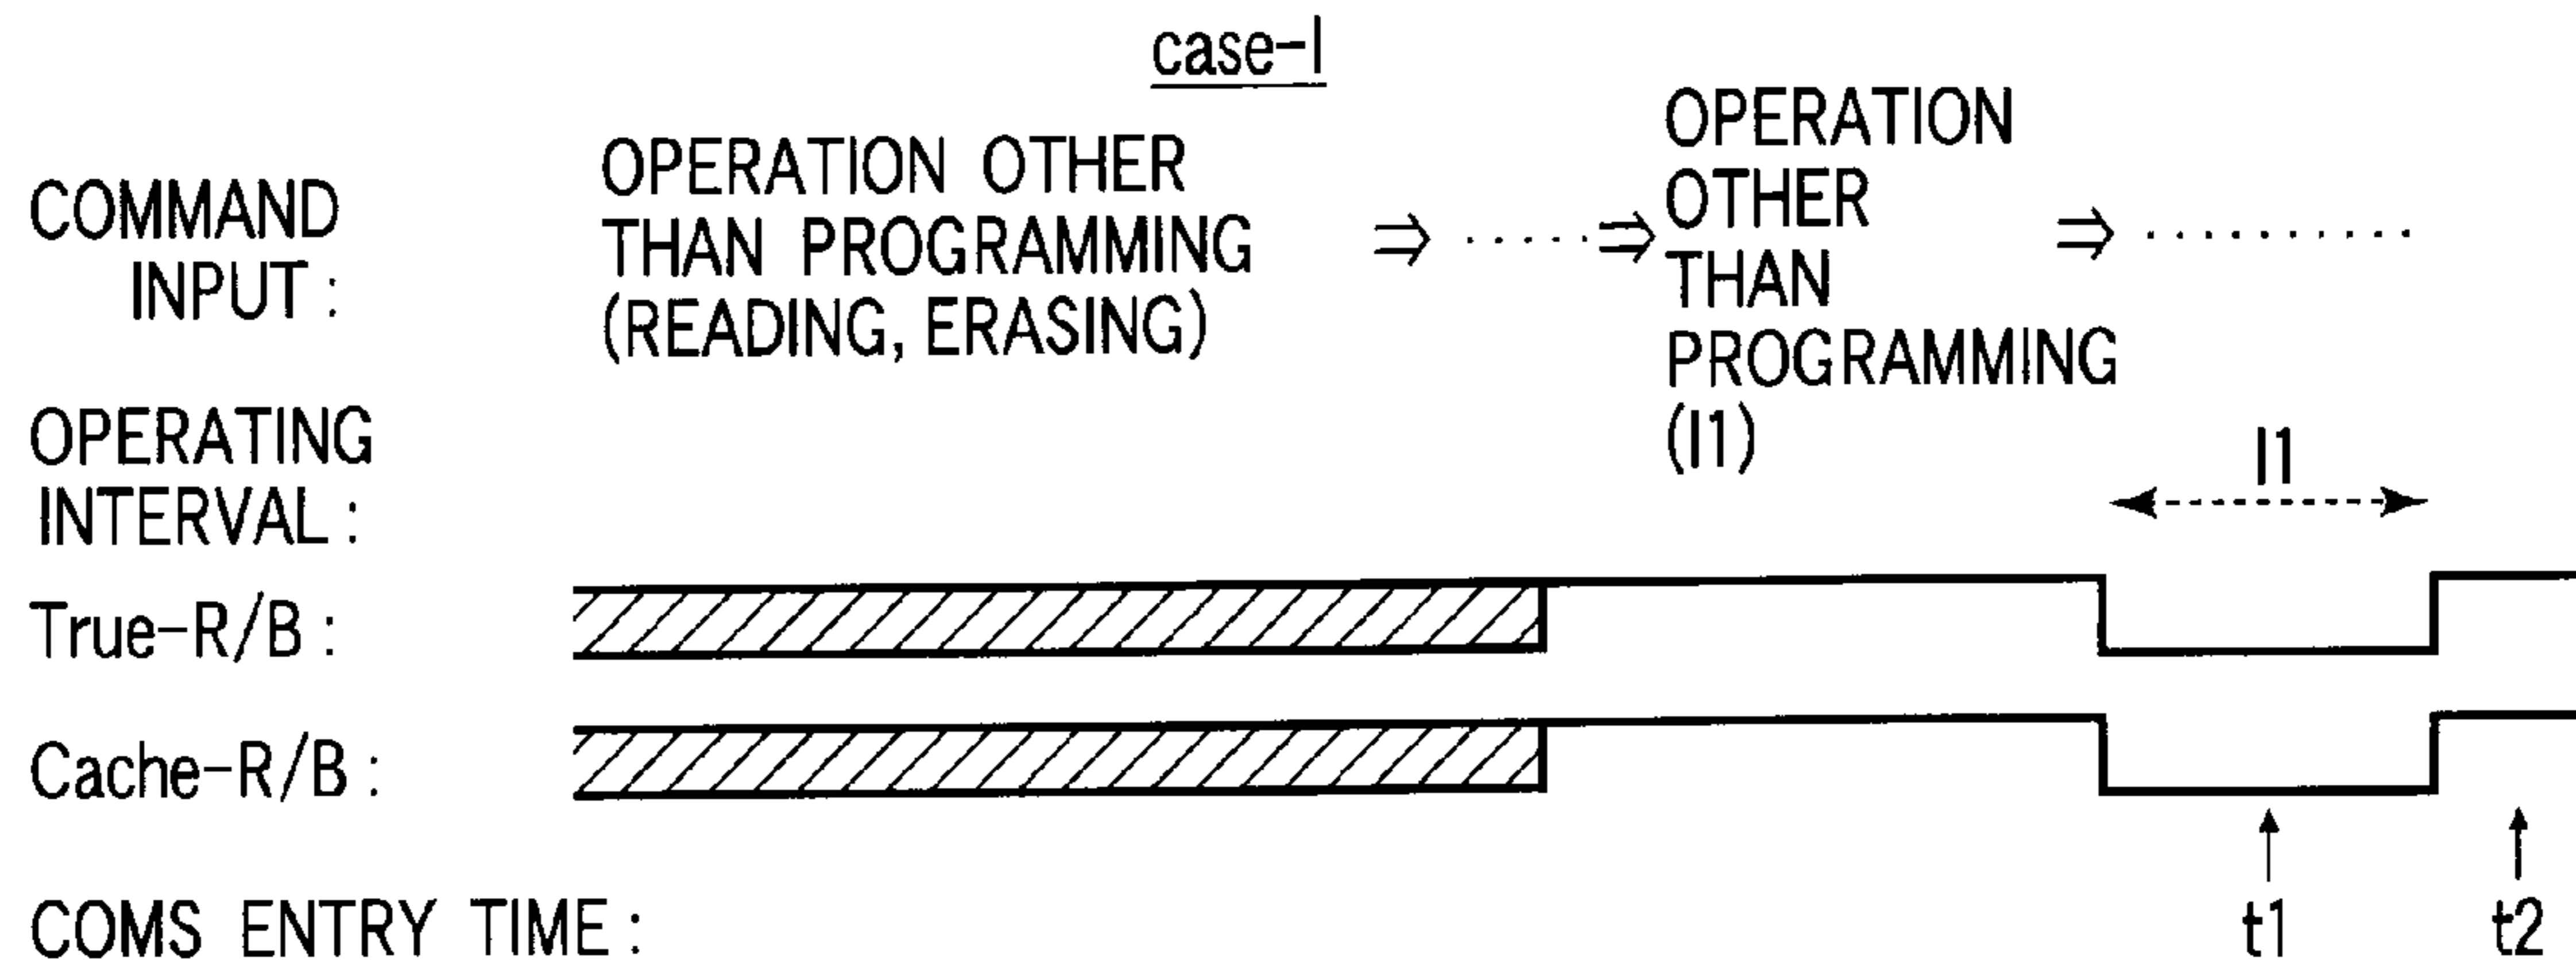 case-I
COMMAND
INPUT :
OPERATION OTHER
THAN PROGRAMMING
(READING, ERASING)
⇒ ····· ⇒
OPERATION
OTHER
THAN
PROGRAMMING
(I1)
⇒ ·········
OPERATING
INTERVAL :
I1
True-R/B :
Cache-R/B :
COMS ENTRY TIME :
t1
t2